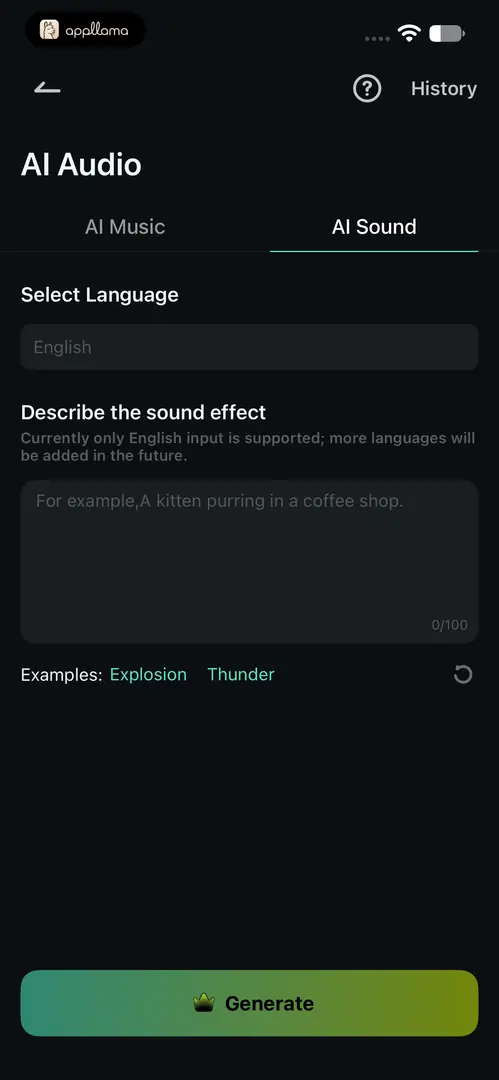 appllama
History
AI Audio
AI Music
AI Sound
Select Language
English
Describe the sound effect
Currently only English input is supported; more languages will
be added in the future.
For example,A kitten purring in a coffee shop.
0/100
Examples: Explosion Thunder
Generate